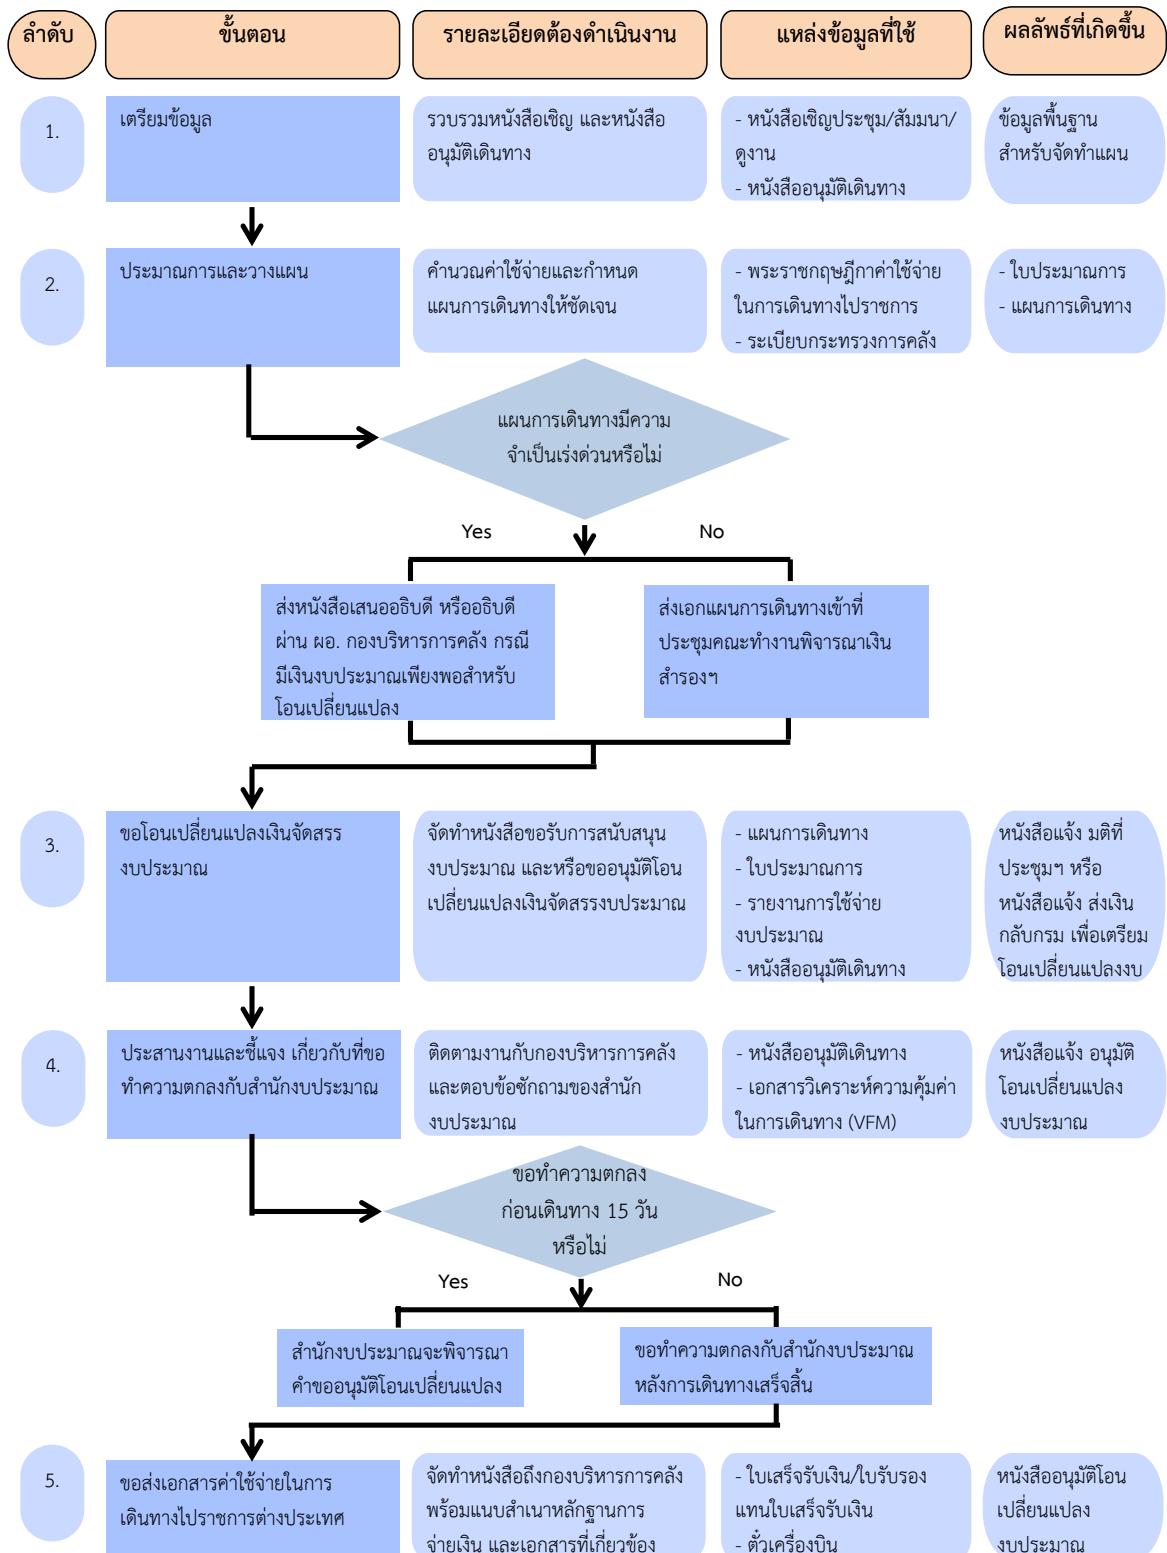 ลำดับ
ขั้นตอน
รายละเอียดต้องดำเนินงาน
แหล่งข้อมูลที่ใช้
ผลลัพธ์ที่เกิดขึ้น
1.
เตรียมข้อมูล
รวบรวมหนังสือเชิญ และหนังสือ
อนุมัติเดินทาง
- หนังสือเชิญประชุม/สัมมนา/
ดูงาน
- หนังสืออนุมัติเดินทาง
ข้อมูลพื้นฐาน
สำหรับจัดทำแผน
2.
ประมาณการและวางแผน
คำนวณค่าใช้จ่ายและกำหนด
แผนการเดินทางให้ชัดเจน
- พระราชกฤษฎีกาค่าใช้จ่าย
ในการเดินทางไปราชการ
- ระเบียบกระทรวงการคลัง
- ใบประมาณการ
- แผนการเดินทาง
แผนการเดินทางมีความ
จำเป็นเร่งด่วนหรือไม่
Yes
No
ส่งหนังสือเสนออธิบดี หรืออธิบดี
ผ่าน ผอ. กองบริหารการคลัง กรณี
มีเงินงบประมาณเพียงพอสำหรับ
โอนเปลี่ยนแปลง
ส่งเอกแผนการเดินทางเข้าที่
ประชุมคณะทำงานพิจารณาเงิน
สำรองฯ
3.
ขอโอนเปลี่ยนแปลงเงินจัดสรร
งบประมาณ
จัดทำหนังสือขอรับการสนับสนุน
งบประมาณ และหรือขออนุมัติโอน
เปลี่ยนแปลงเงินจัดสรรงบประมาณ
- แผนการเดินทาง
- ใบประมาณการ
- รายงานการใช้จ่าย
งบประมาณ
- หนังสืออนุมัติเดินทาง
หนังสือแจ้ง มติที่
ประชุมฯ หรือ
หนังสือแจ้ง ส่งเงิน
กลับกรม เพื่อเตรียม
โอนเปลี่ยนแปลงงบ
4.
ประสานงานและชี้แจง เกี่ยวกับที่ขอ
ทำความตกลงกับสำนักงบประมาณ
ติดตามงานกับกองบริหารการคลัง
และตอบข้อซักถามของสำนัก
งบประมาณ
- หนังสืออนุมัติเดินทาง
- เอกสารวิเคราะห์ความคุ้มค่า
ในการเดินทาง (VFM)
หนังสือแจ้ง อนุมัติ
โอนเปลี่ยนแปลง
งบประมาณ
ขอทำความตกลง
ก่อนเดินทาง 15 วัน
หรือไม่
Yes
No
สำนักงบประมาณจะพิจารณา
คำขออนุมัติโอนเปลี่ยนแปลง
ขอทำความตกลงกับสำนักงบประมาณ
หลังการเดินทางเสร็จสิ้น
5.
ขอส่งเอกสารค่าใช้จ่ายในการ
เดินทางไปราชการต่างประเทศ
จัดทำหนังสือถึงกองบริหารการคลัง
พร้อมแนบสำเนาหลักฐานการ
จ่ายเงิน และเอกสารที่เกี่ยวข้อง
- ใบเสร็จรับเงิน/ใบรับรอง
แทนใบเสร็จรับเงิน
- ตั๋วเครื่องบิน
หนังสืออนุมัติโอน
เปลี่ยนแปลง
งบประมาณ